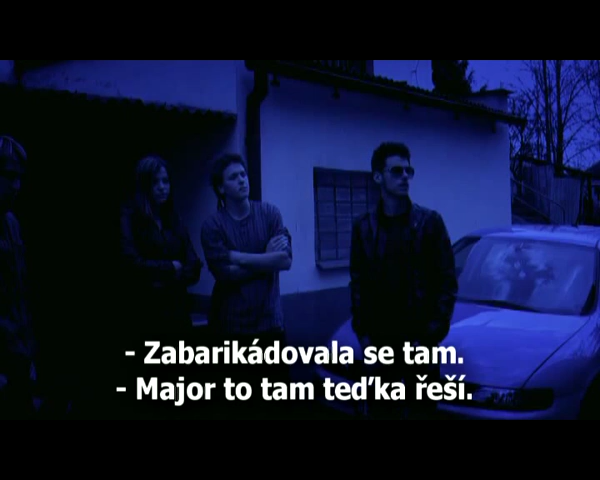 - Zabarikádovala se tam.
- Major to tam teďka řeší.